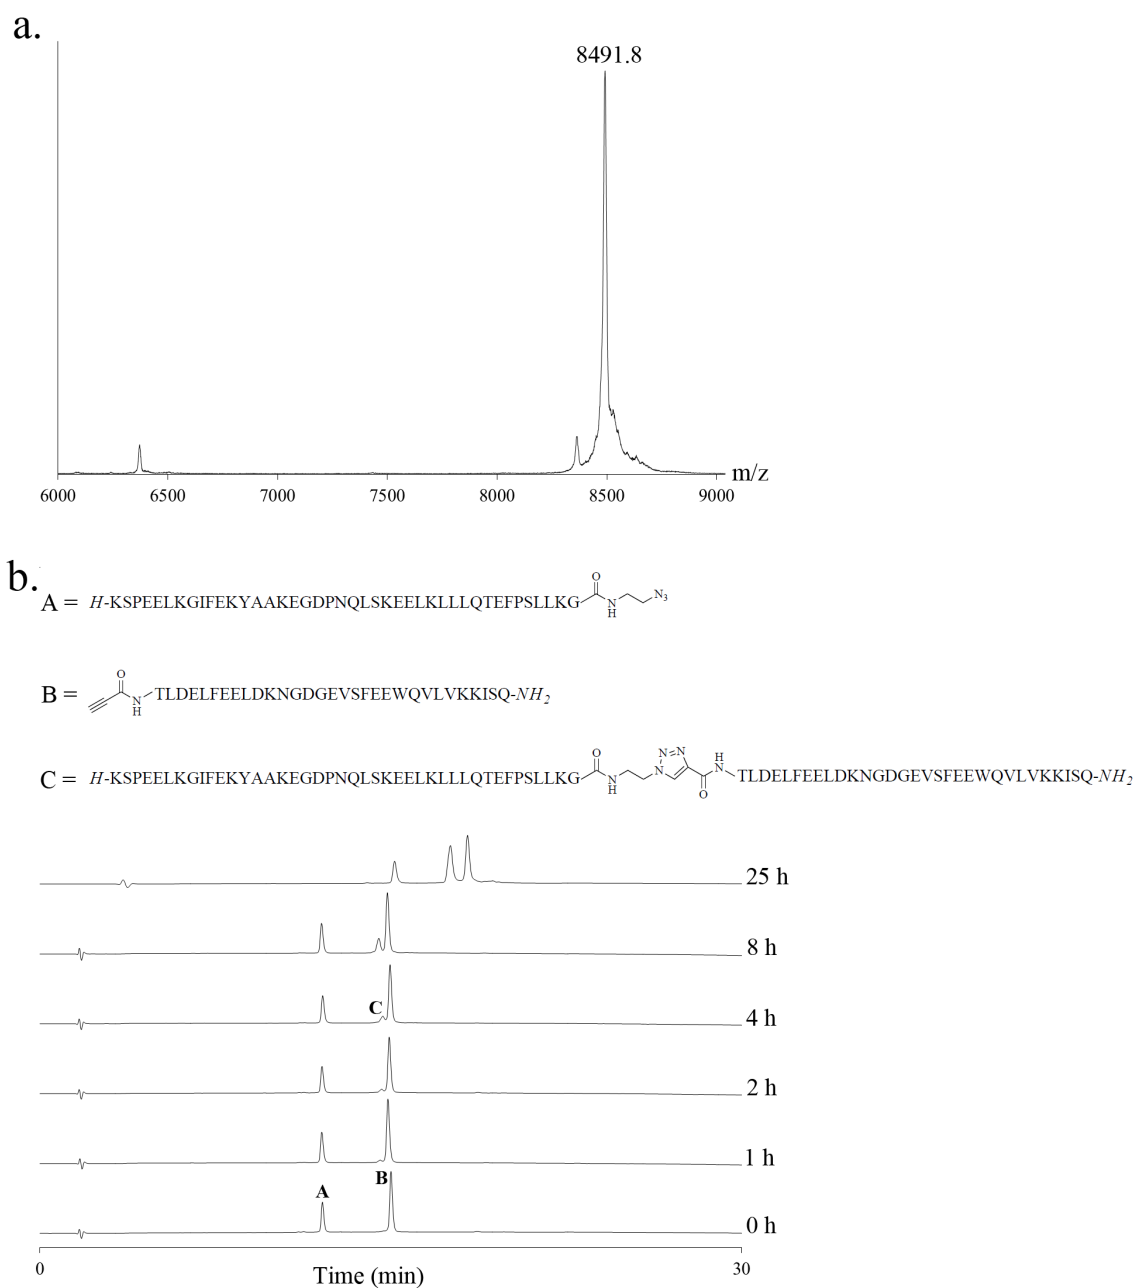 a.
8491.8
6000 6500 7000 7500 8000 8500 9000 m/z
b.
A = H-KSPEELKGIFEKYAAKEGDPNQLSKEELKLLLQTEFPSLLKG O N H N3
B = O N H TLDELFEELDKNGDGEVSFEEWQVLVKKISQ-NH2
C = H-KSPEELKGIFEKYAAKEGDPNQLSKEELKLLLQTEFPSLLKG O N H N N N O H N TLDELFEELDKNGDGEVSFEEWQVLVKKISQ-NH2
25 h
8 h
C 4 h
2 h
1 h
A B 0 h
0 Time (min) 30